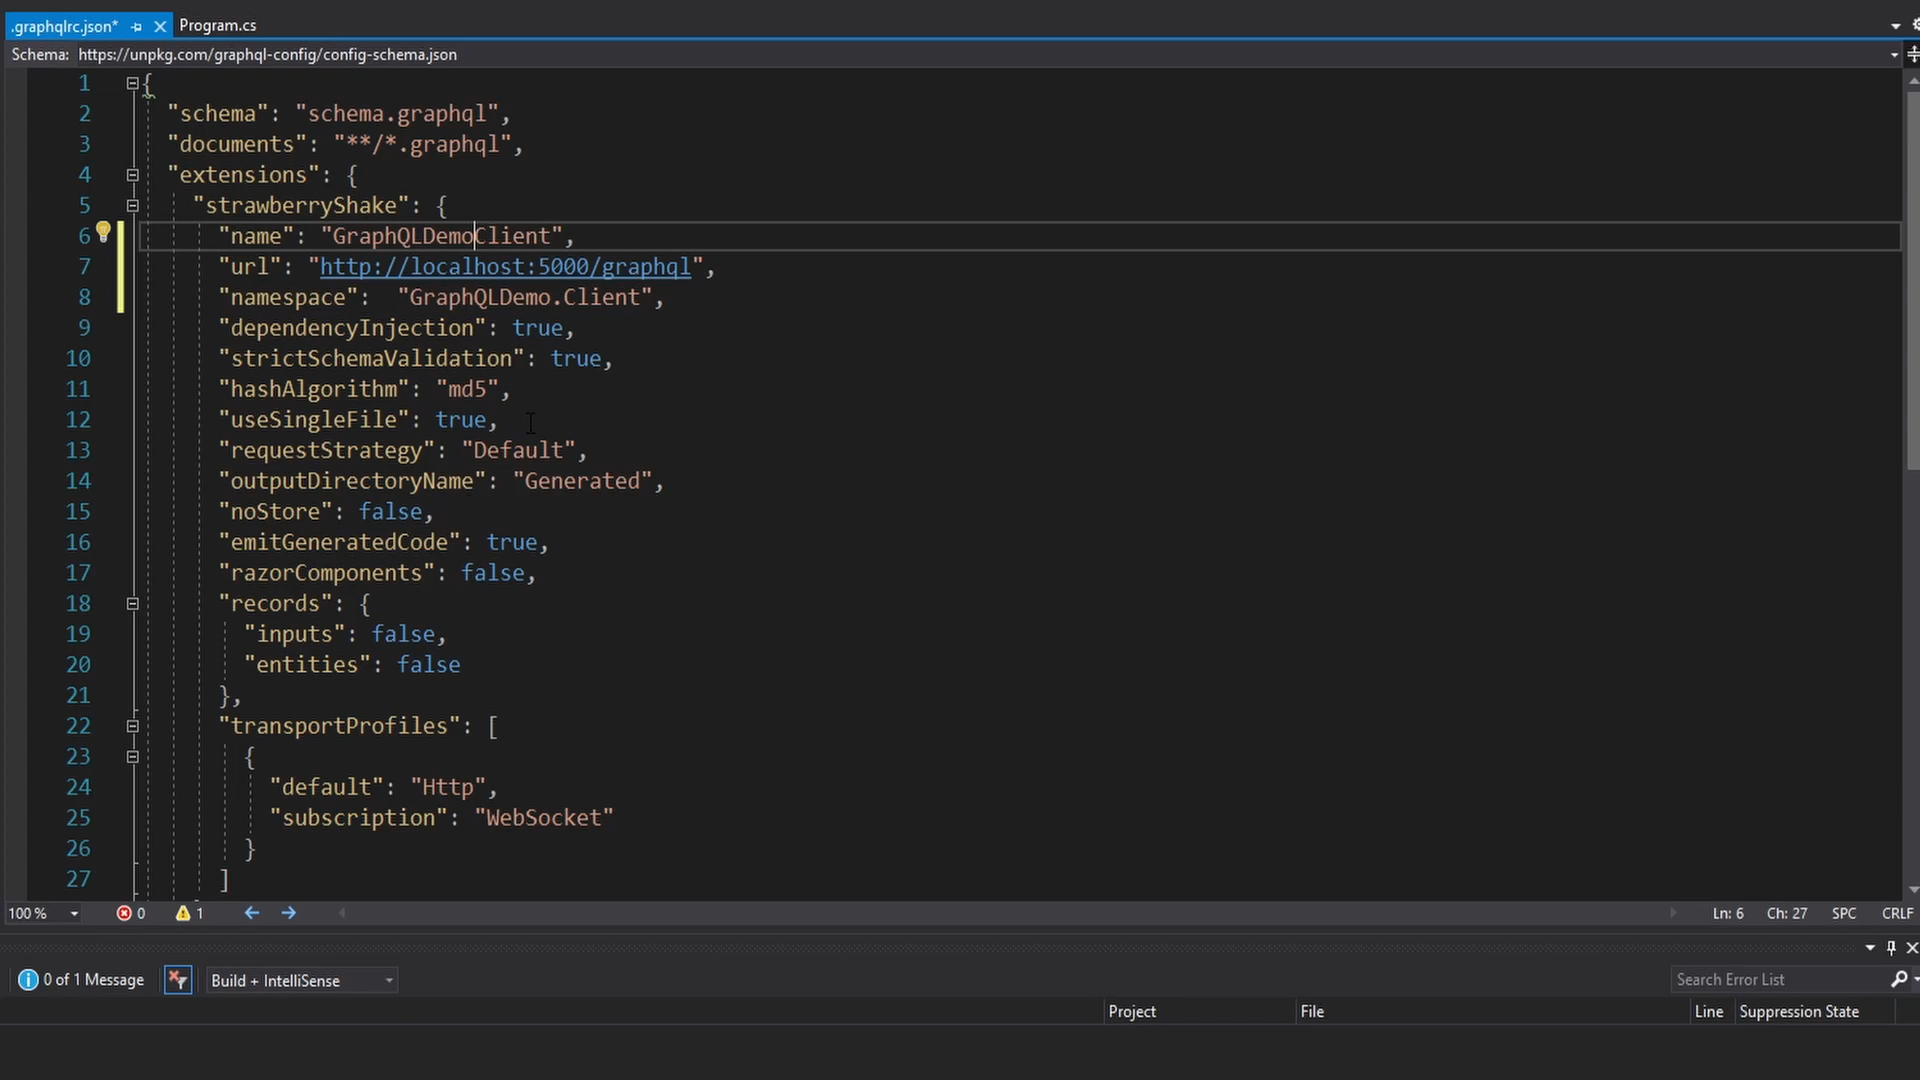 .graphqlrc.json* Program.cs
Schema: https://unpkg.com/graphql-config/config-schema.json
1 {
2 "schema": "schema.graphql",
3 "documents": "**/*.graphql",
4 "extensions": {
5 "strawberryShake": {
6 "name": "GraphQLDemoClient",
7 "url": "http://localhost:5000/graphql",
8 "namespace":  "GraphQLDemo.Client",
9 "dependencyInjection": true,
10 "strictSchemaValidation": true,
11 "hashAlgorithm": "md5",
12 "useSingleFile": true,
13 "requestStrategy": "Default",
14 "outputDirectoryName": "Generated",
15 "noStore": false,
16 "emitGeneratedCode": true,
17 "razorComponents": false,
18 "records": {
19 "inputs": false,
20 "entities": false
21 },
22 "transportProfiles": [
23 {
24 "default": "Http",
25 "subscription": "WebSocket"
26 }
27 ]
100 % 0 1 Ln: 6 Ch: 27 SPC CRLF
0 of 1 Message Build + IntelliSense Search Error List
Project File Line Suppression State